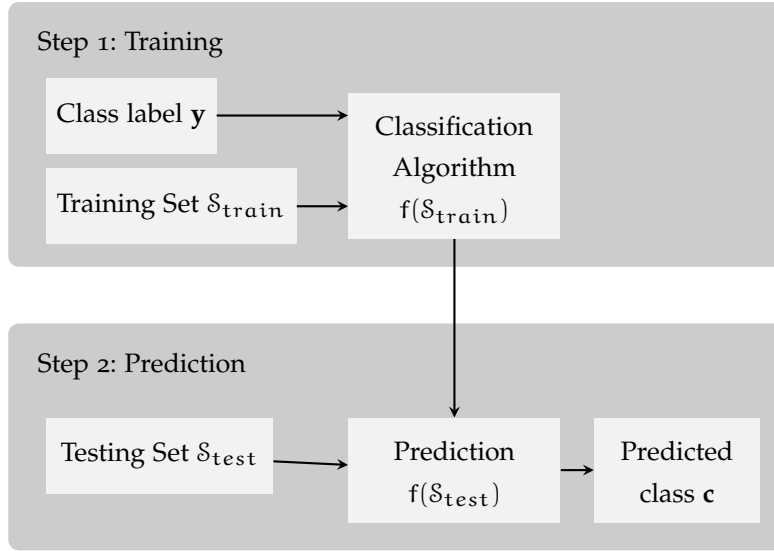 Step 1: Training
Class label y
Training Set S_train
Classification
Algorithm
f(S_train)
Step 2: Prediction
Testing Set S_test
Prediction
f(S_test)
Predicted
class c